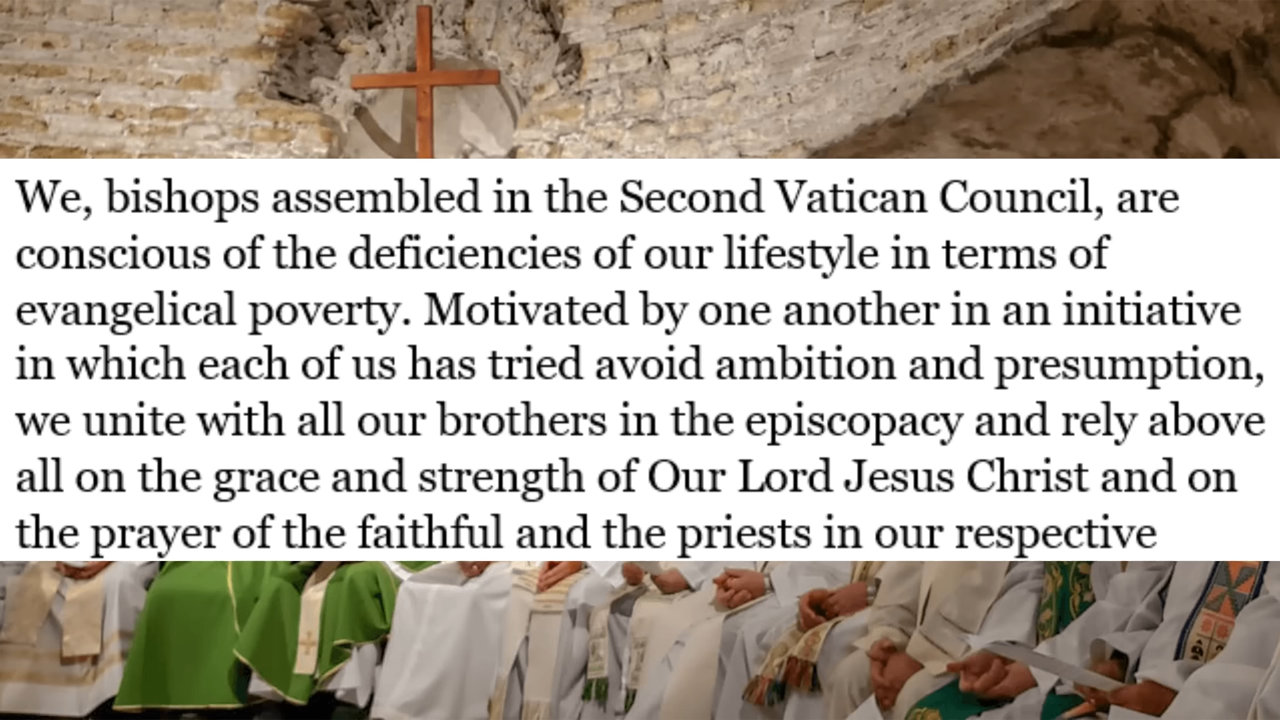 We, bishops assembled in the Second Vatican Council, are
conscious of the deficiencies of our lifestyle in terms of
evangelical poverty. Motivated by one another in an initiative
in which each of us has tried avoid ambition and presumption,
we unite with all our brothers in the episcopacy and rely above
all on the grace and strength of Our Lord Jesus Christ and on
the prayer of the faithful and the priests in our respective